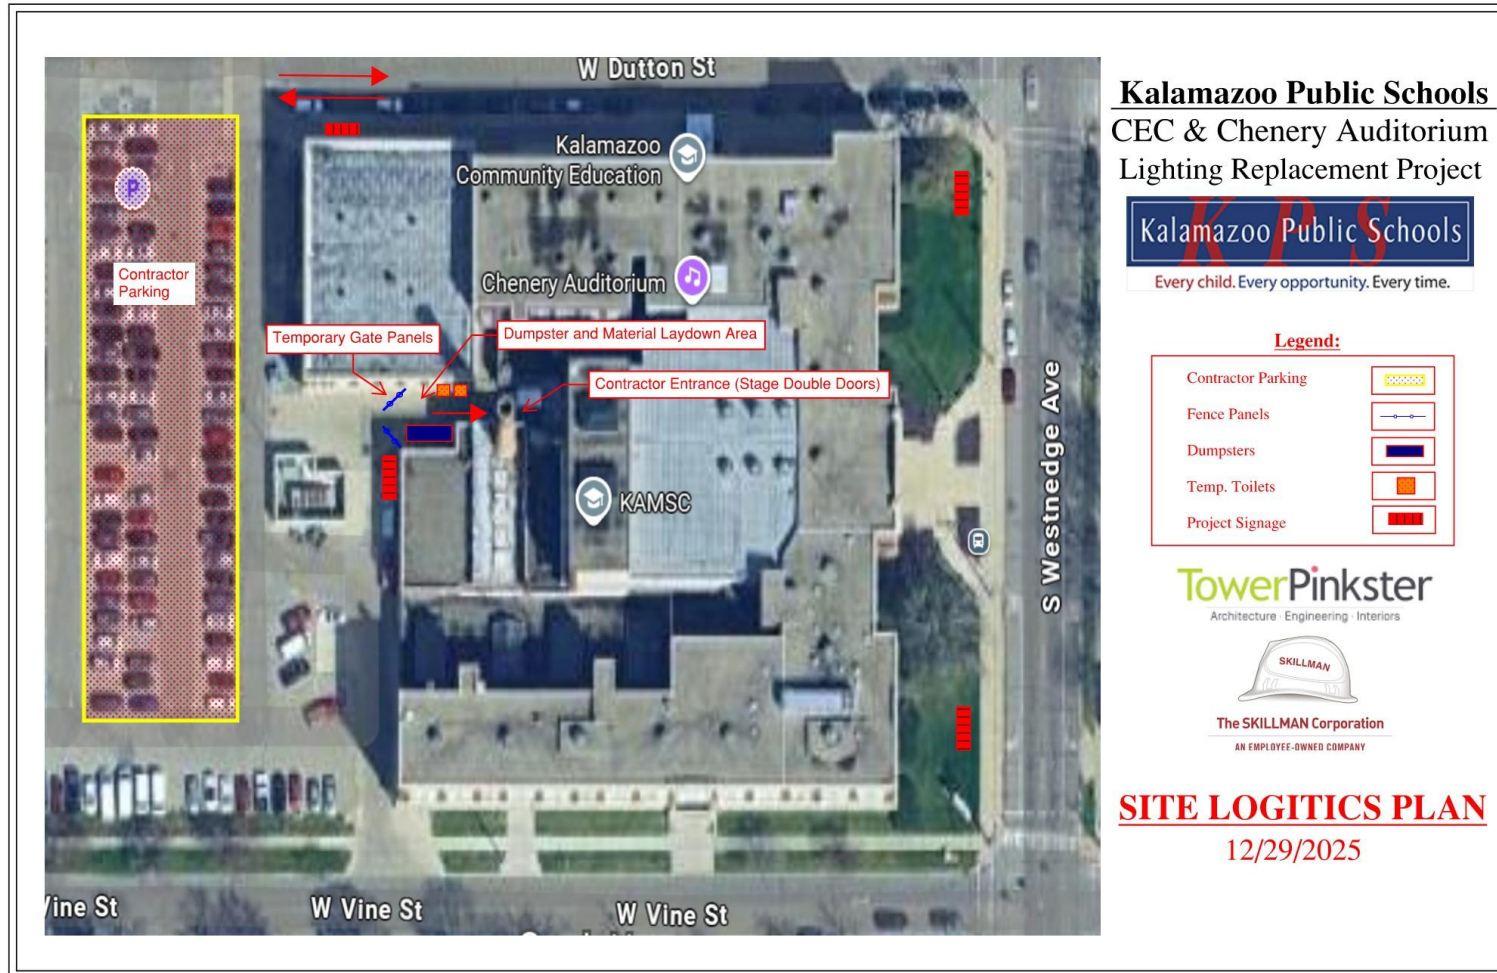 W Dutton St
Kalamazoo
Community Education
P
Contractor
Parking
Chenery Auditorium
Temporary Gate Panels
Dumpster and Material Laydown Area
Contractor Entrance (Stage Double Doors)
KAMSC
S Westnedge Ave
Vine St
W Vine St
W Vine St
Kalamazoo Public Schools
CEC & Chenery Auditorium
Lighting Replacement Project
KPS
Kalamazoo Public Schools
Every child. Every opportunity. Every time.
Legend:
Contractor Parking
Fence Panels
Dumpsters
Temp. Toilets
Project Signage
TowerPinkster
Architecture · Engineering · Interiors
SKILLMAN
The SKILLMAN Corporation
AN EMPLOYEE-OWNED COMPANY
SITE LOGITICS PLAN
12/29/2025